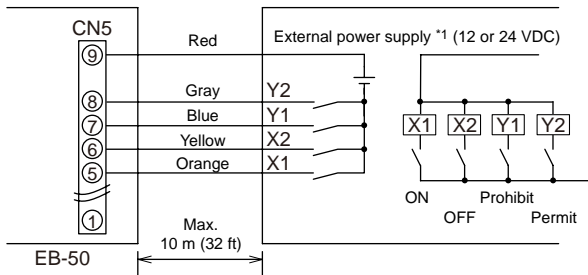 CN5
External power supply *1 (12 or 24 VDC)
9 Red
8 Gray Y2
7 Blue Y1
6 Yellow X2
5 Orange X1
1
X1 X2 Y1 Y2
ON Prohibit
OFF Permit
Max.
10 m (32 ft)
EB-50